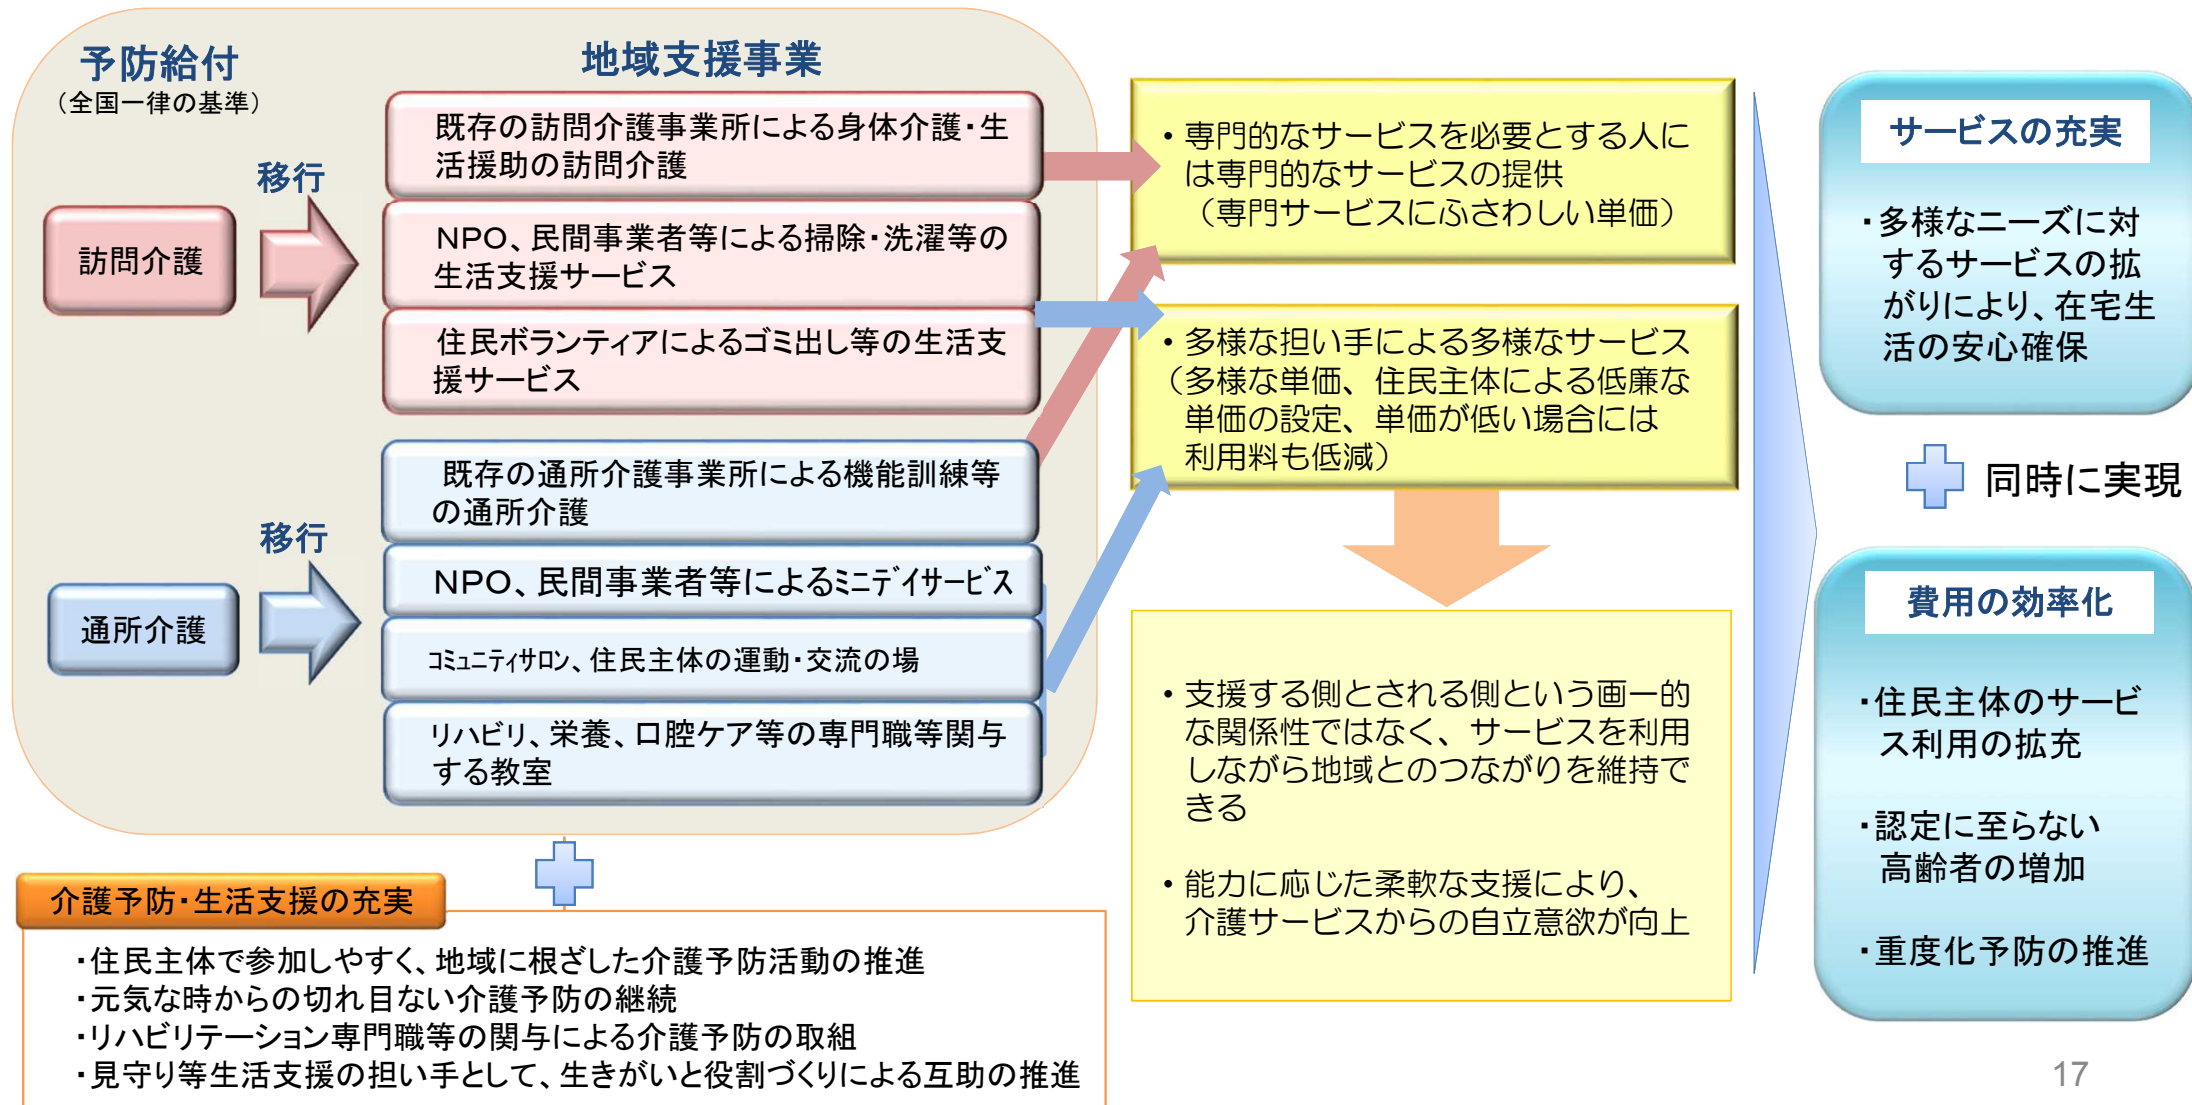 予防給付
（全国一律の基準）
地域支援事業
訪問介護
移行
既存の訪問介護事業所による身体介護・生
活援助の訪問介護
NPO、民間事業者等による掃除・洗濯等の
生活支援サービス
住民ボランティアによるゴミ出し等の生活支
援サービス
通所介護
移行
既存の通所介護事業所による機能訓練等
の通所介護
NPO、民間事業者等によるﾐﾆﾃﾞｲｻｰﾋﾞｽ
ｺﾐｭﾆﾃｨｻﾛﾝ、住民主体の運動・交流の場
リハビリ、栄養、口腔ケア等の専門職等関与
する教室
介護予防・生活支援の充実
・住民主体で参加しやすく、地域に根ざした介護予防活動の推進
・元気な時からの切れ目ない介護予防の継続
・リハビリテーション専門職等の関与による介護予防の取組
・見守り等生活支援の担い手として、生きがいと役割づくりによる互助の推進
・専門的なサービスを必要とする人に
は専門的なサービスの提供
（専門サービスにふさわしい単価）
・多様な担い手による多様なサービス
（多様な単価、住民主体による低廉な
単価の設定、単価が低い場合には
利用料も低減）
・支援する側とされる側という画一的
な関係性ではなく、サービスを利用
しながら地域とのつながりを維持で
きる
・能力に応じた柔軟な支援により、
介護サービスからの自立意欲が向上
サービスの充実
・多様なニーズに対
するサービスの拡
がりにより、在宅生
活の安心確保
同時に実現
費用の効率化
・住民主体のサービ
ス利用の拡充
・認定に至らない
高齢者の増加
・重度化予防の推進
17